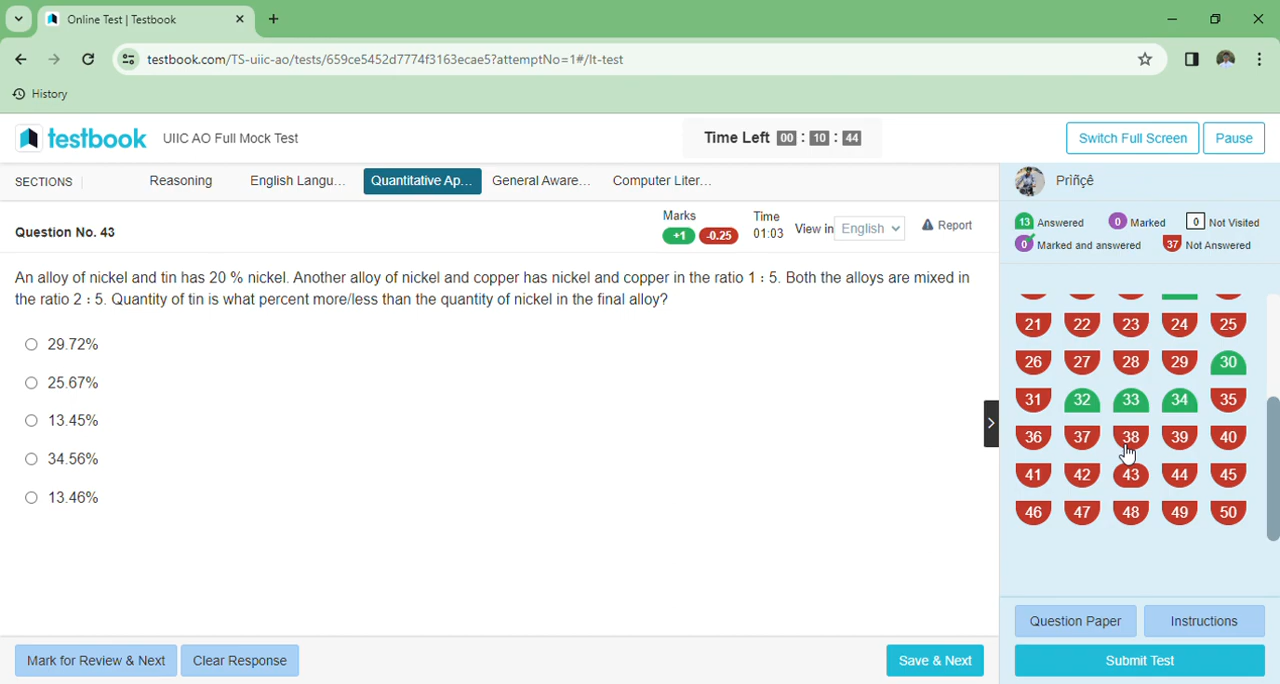 Online Test | Testbook
testbook.com/TS-uiic-ao/tests/659ce5452d7774f3163ecae5?attemptNo=1#/lt-test
History
testbook UIIC AO Full Mock Test Time Left 00 : 10 : 44 Switch Full Screen Pause
SECTIONS Reasoning English Langu... Quantitative Ap... General Aware... Computer Liter...
Prïñçê
Question No. 43
Marks
+1 -0.25
Time
01:03
View in English
Report
13 Answered 0 Marked 0 Not Visited
0 Marked and answered 37 Not Answered
An alloy of nickel and tin has 20 % nickel. Another alloy of nickel and copper has nickel and copper in the ratio 1 : 5. Both the alloys are mixed in
the ratio 2 : 5. Quantity of tin is what percent more/less than the quantity of nickel in the final alloy?
29.72%
25.67%
13.45%
34.56%
13.46%
21 22 23 24 25
26 27 28 29 30
31 32 33 34 35
36 37 38 39 40
41 42 43 44 45
46 47 48 49 50
Question Paper Instructions
Mark for Review & Next Clear Response Save & Next Submit Test